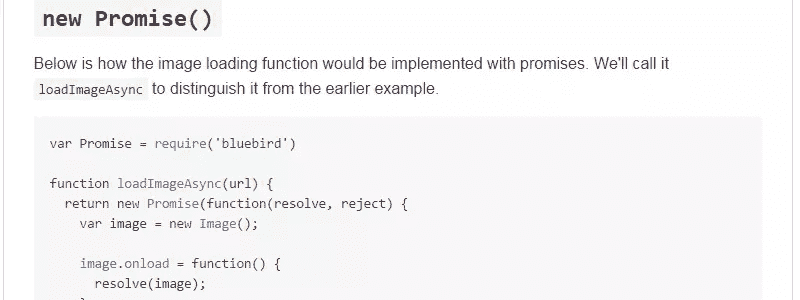 new Promise()
Below is how the image loading function would be implemented with promises. We'll call it
loadImageAsync to distinguish it from the earlier example.
var Promise = require('bluebird')
function loadImageAsync(url) {
return new Promise(function(resolve, reject) {
var image = new Image();
image.onload = function() {
resolve(image);